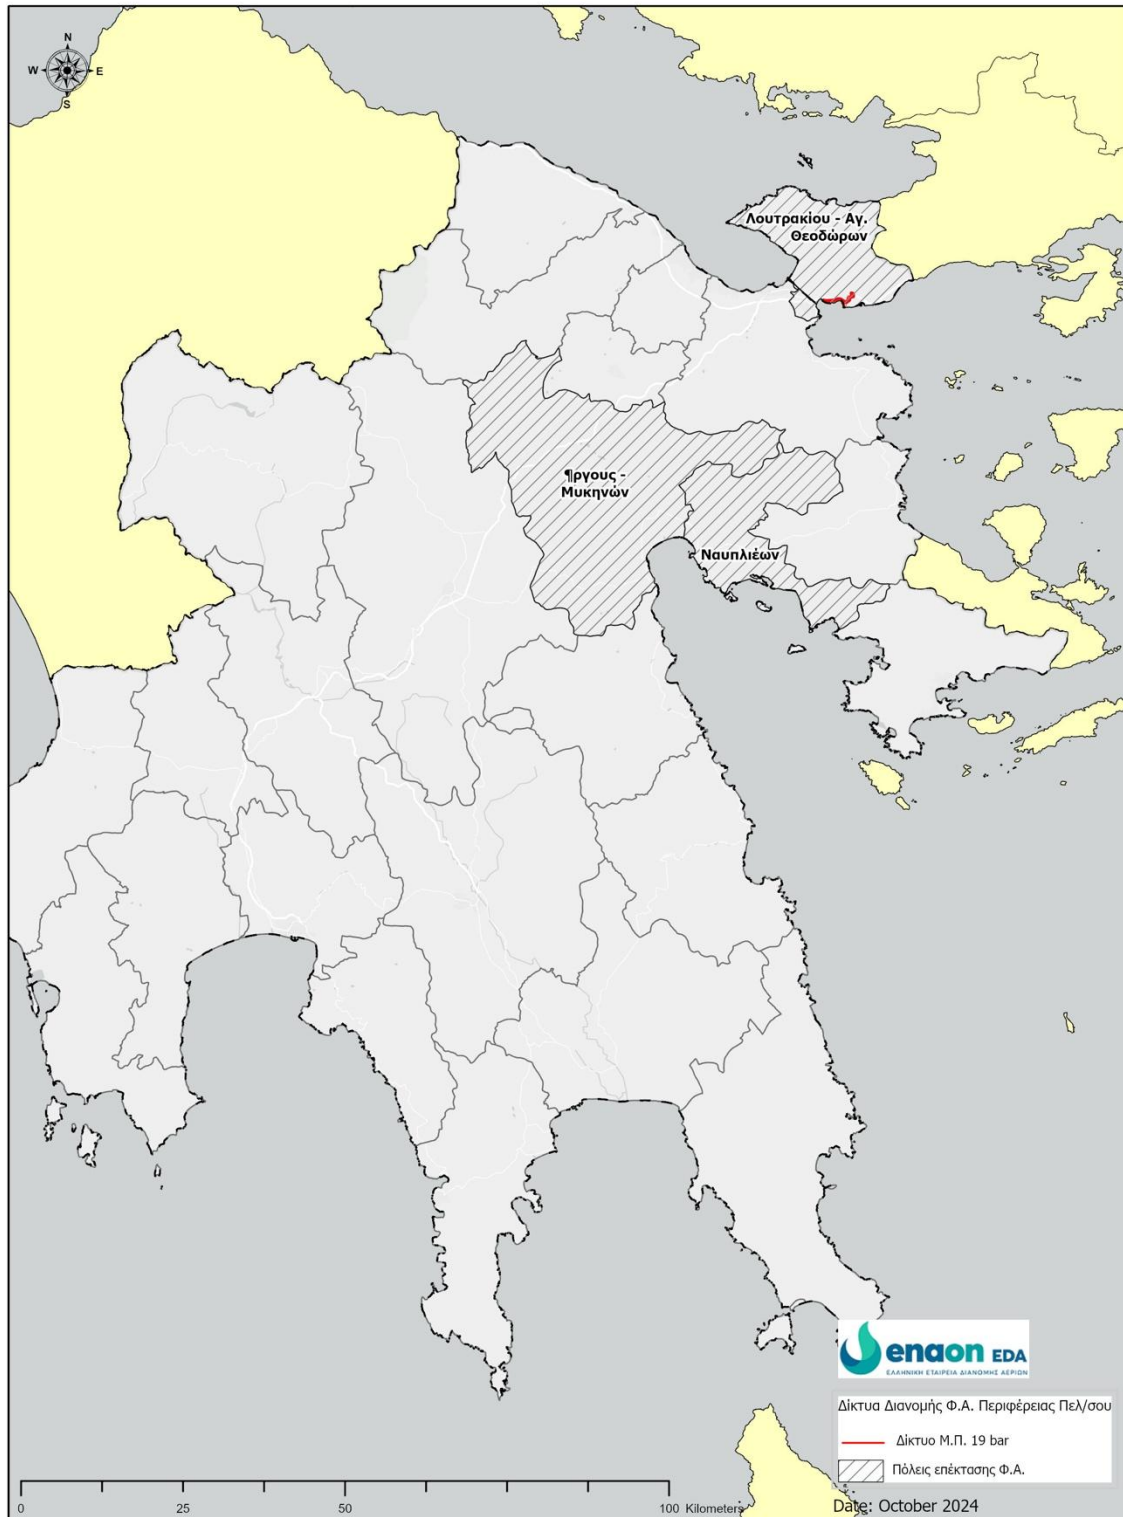 N
W E
S
Λουτρακίου - Αγ.
Θεοδώρων
¶ργους -
Μυκηνών
Ναυπλιέων
enaon EDA
ΕΛΛΗΝΙΚΗ ΕΤΑΙΡΕΙΑ ΔΙΑΝΟΜΗΣ ΑΕΡΙΩΝ
Δίκτυα Διανομής Φ.Α. Περιφέρειας Πελ/σου
Δίκτυο Μ.Π. 19 bar
Πόλεις επέκτασης Φ.Α.
0 25 50 100 Kilometers
Date: October 2024